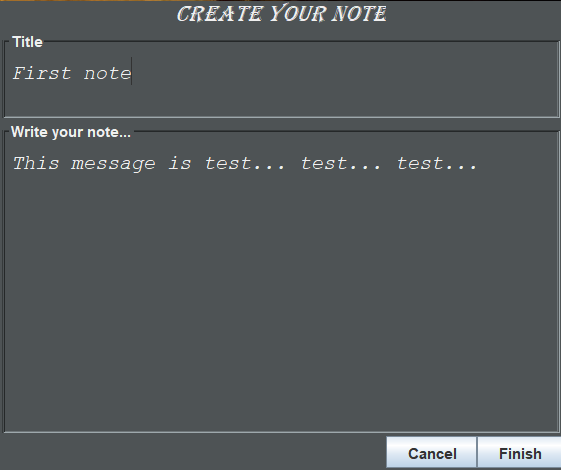 CREATE YOUR NOTE
Title
First note
Write your note...
This message is test... test... test...
Cancel Finish